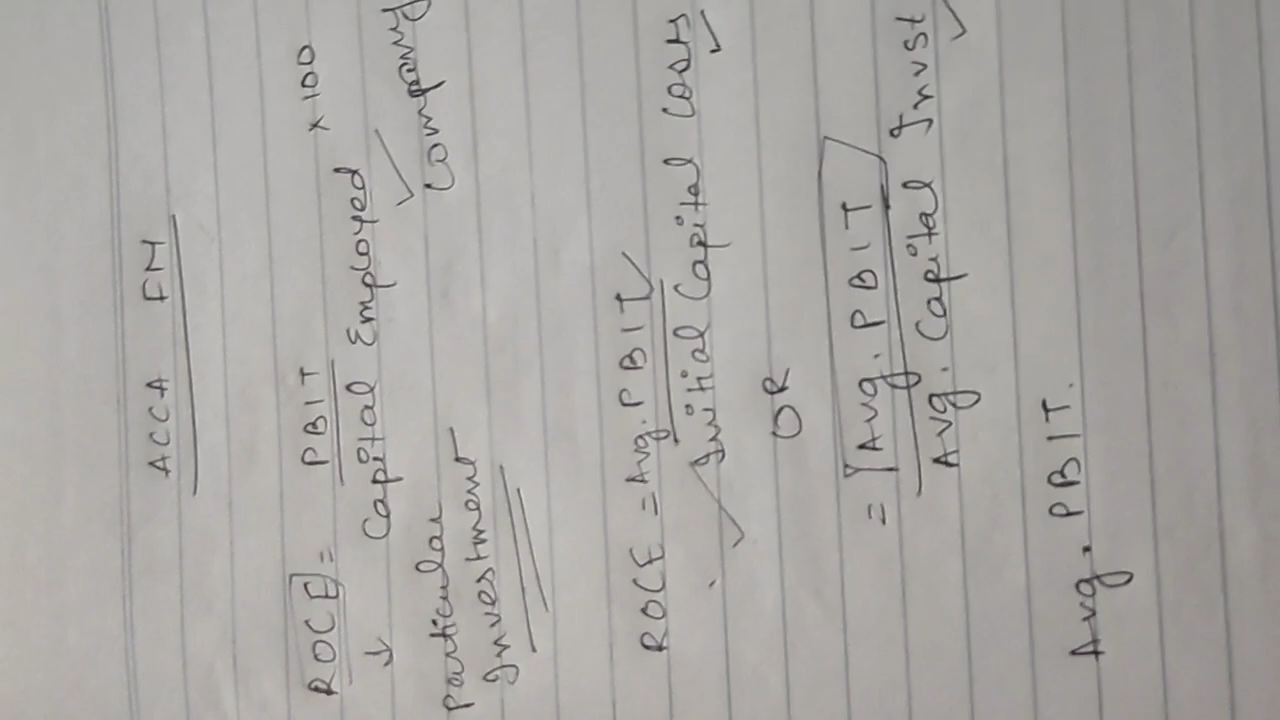 ACCA FM
ROCE = PBIT x 100
Capital Employed
↓
Particular Investment
Company
ROCE = Avg. PBIT
Initial Capital Costs
OR
= Avg. PBIT
Avg. Capital Invst
Avg. PBIT.